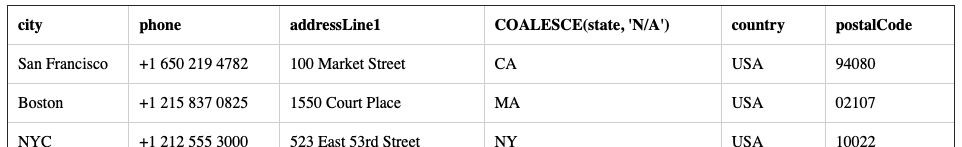 city phone addressLine1 COALESCE(state, 'N/A') country postalCode
San Francisco +1 650 219 4782 100 Market Street CA USA 94080
Boston +1 215 837 0825 1550 Court Place MA USA 02107
NYC +1 212 555 3000 523 East 53rd Street NY USA 10022